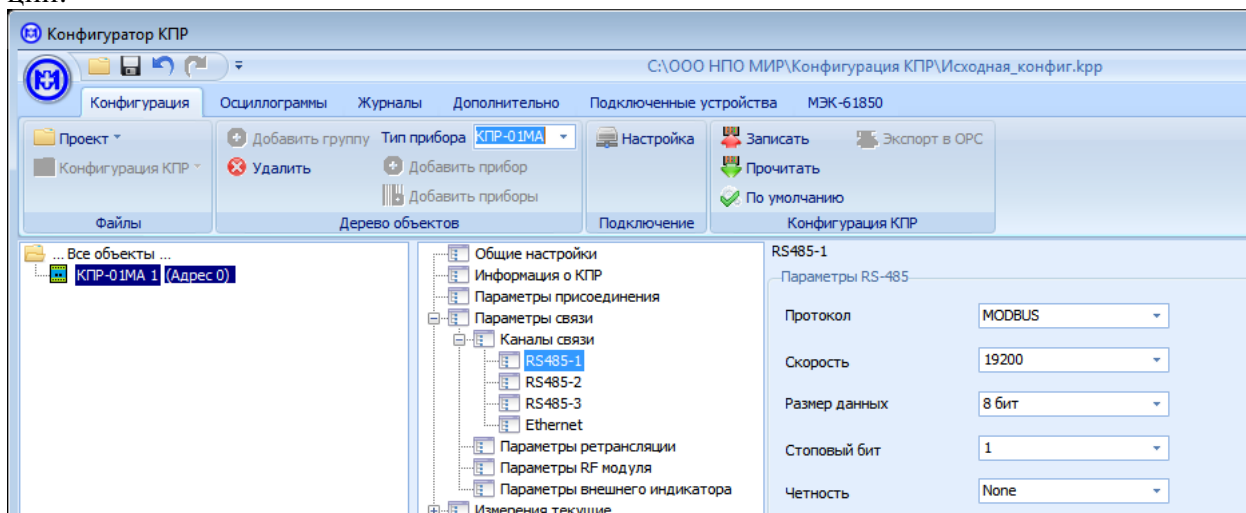 ции.
Конфигуратор КПР
C:\ООО НПО МИР\Конфигурация КПР\Исходная_конфиг.kpp
Конфигурация Осциллограммы Журналы Дополнительно Подключенные устройства МЭК-61850
Проект Добавить группу Тип прибора КПР-01МА Настройка Записать Экспорт в OPC
Конфигурация КПР Удалить Добавить прибор Прочитать
Добавить приборы По умолчанию
Файлы Дерево объектов Подключение Конфигурация КПР
... Все объекты ...
КПР-01МА 1 (Адрес 0)
Общие настройки
Информация о КПР
Параметры присоединения
Параметры связи
Каналы связи
RS485-1
RS485-2
RS485-3
Ethernet
Параметры ретрансляции
Параметры RF модуля
Параметры внешнего индикатора
Измерения текущие
RS485-1
Параметры RS-485
Протокол MODBUS
Скорость 19200
Размер данных 8 бит
Стоповый бит 1
Четность None